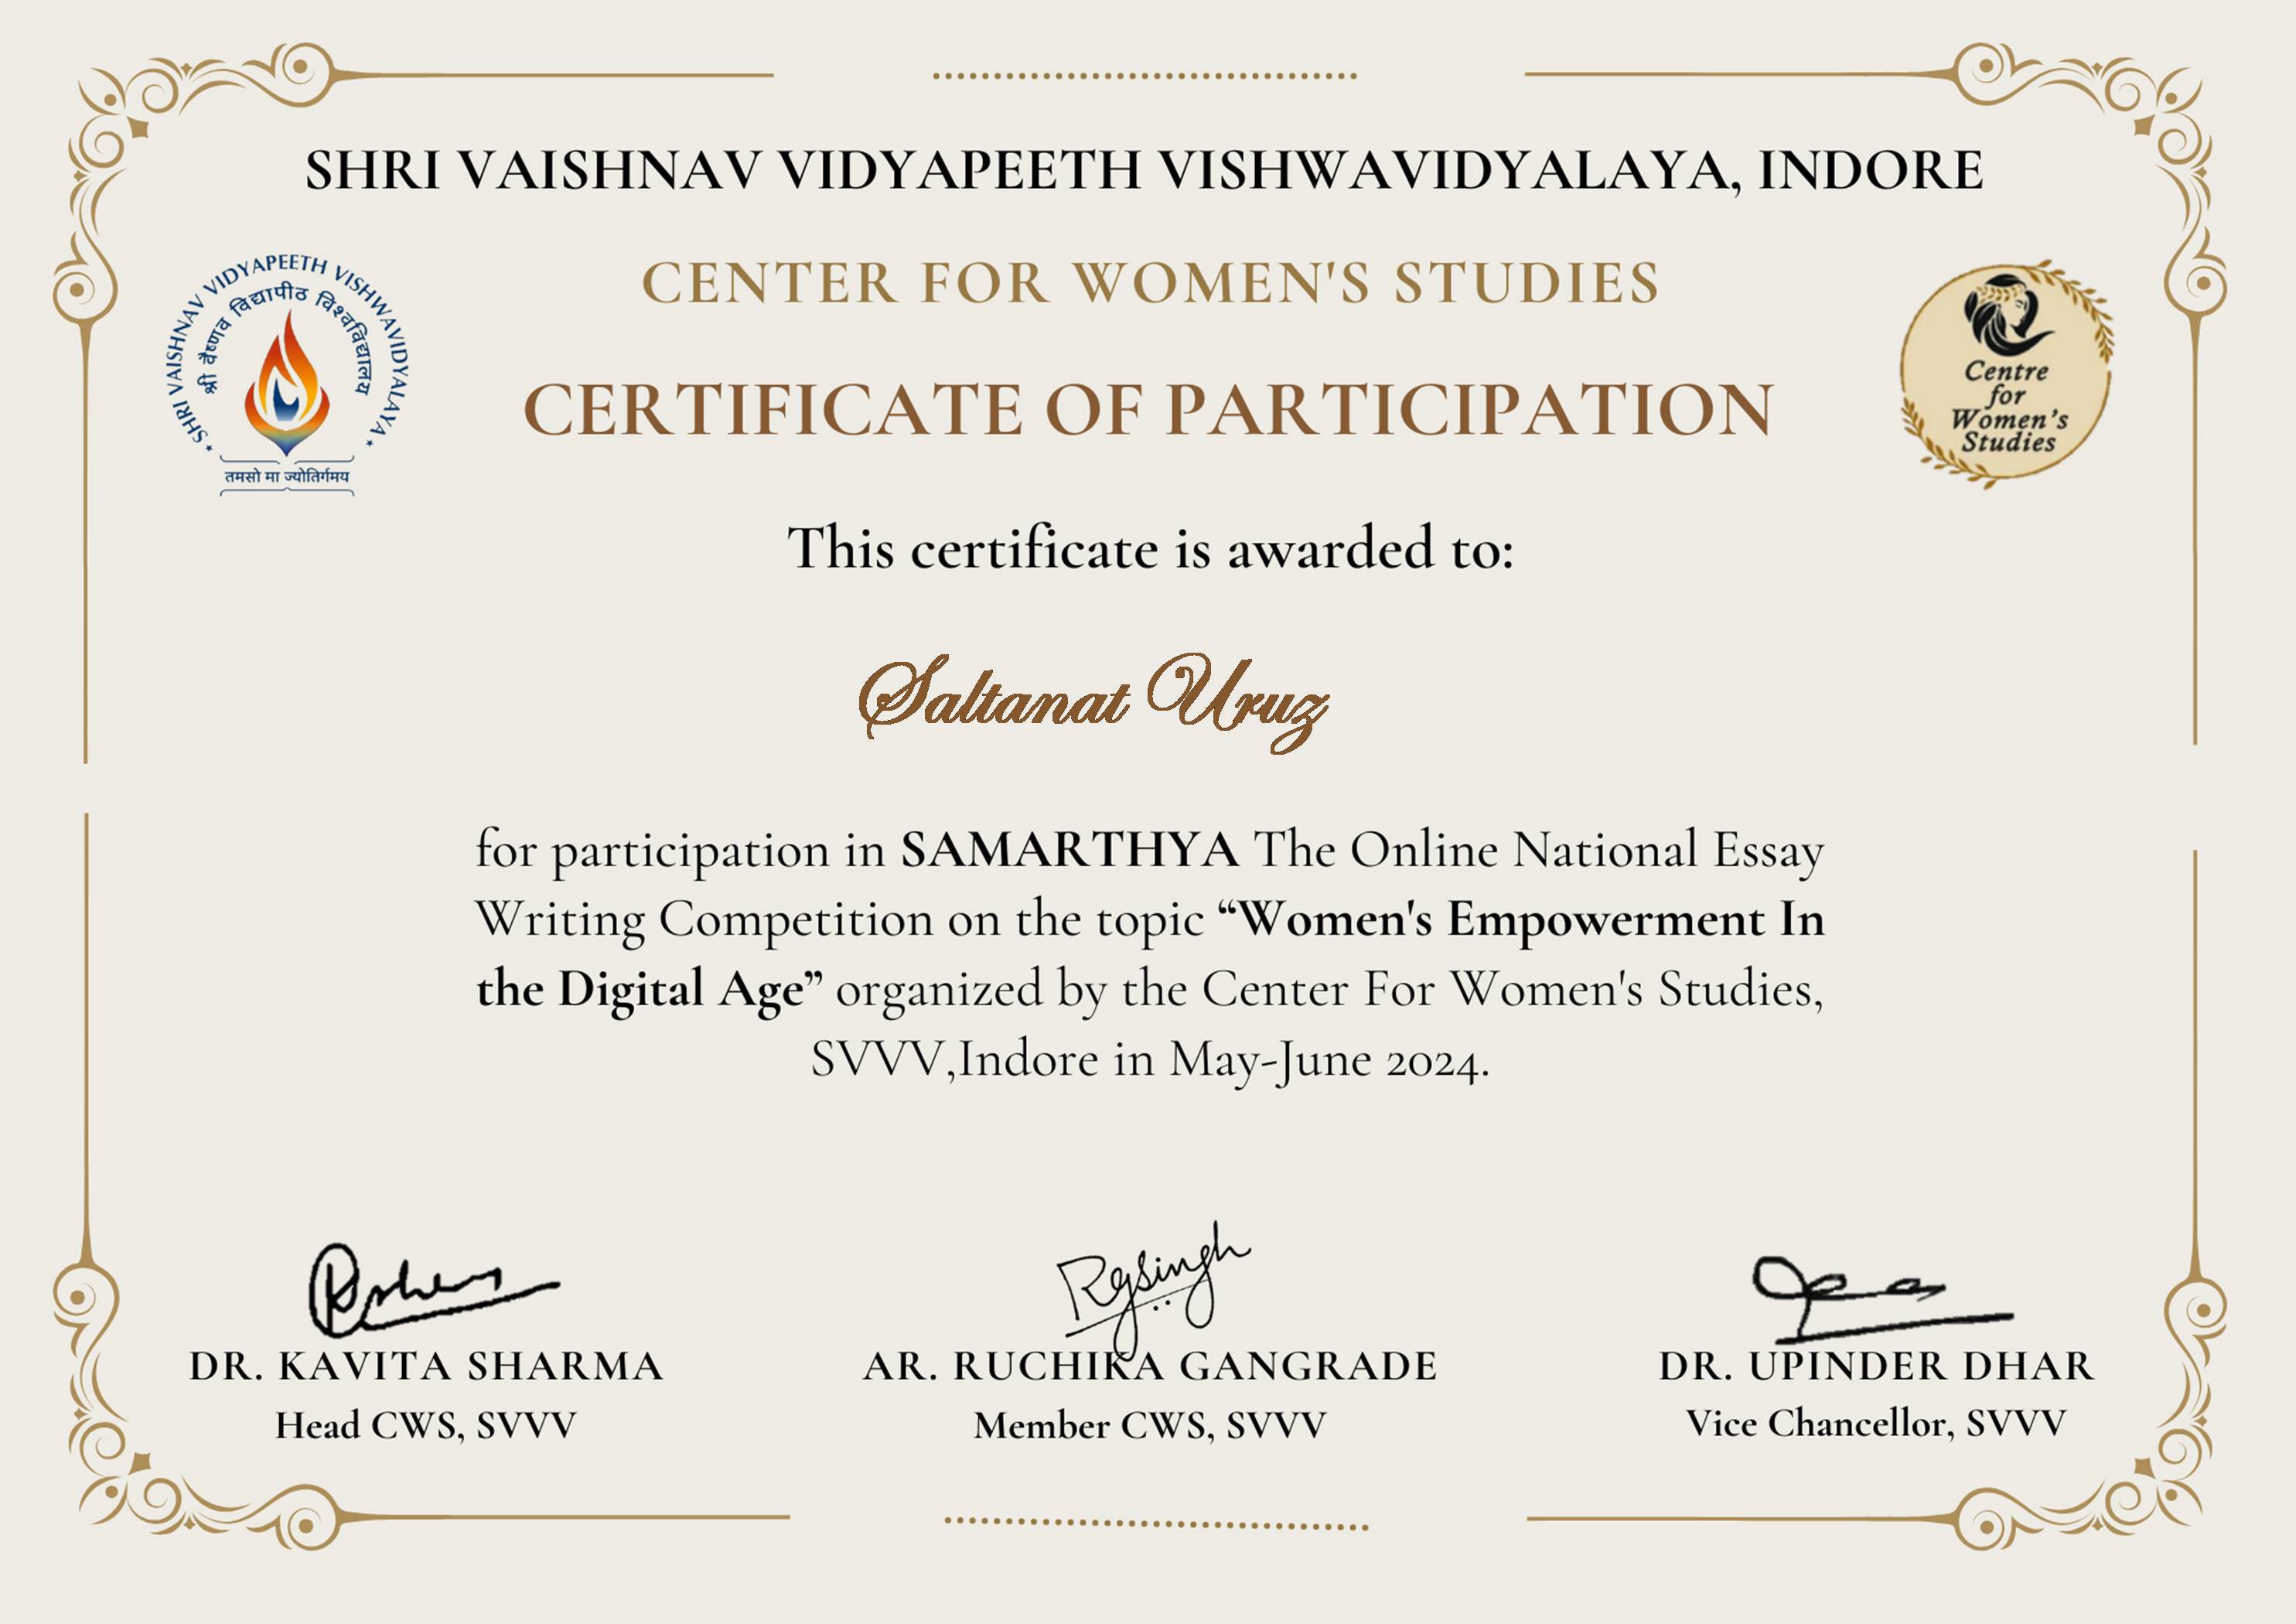 SHRI VAISHNAV VIDYAPEETH VISHWAVIDYALAYA, INDORE
CENTER FOR WOMEN'S STUDIES
CERTIFICATE OF PARTICIPATION
SHRI VAISHNAV VIDYAPEETH VISHWAVIDYALAYA
श्री वैष्णव विद्यापीठ विश्वविद्यालय
तमसो मा ज्योतिर्गमय
Centre
for
Women's
Studies
This certificate is awarded to:
Saltanat Uruz
for participation in SAMARTHYA The Online National Essay
Writing Competition on the topic “Women's Empowerment In
the Digital Age” organized by the Center For Women's Studies,
SVVV,Indore in May-June 2024.
Rgsingh
DR. KAVITA SHARMA
Head CWS, SVVV
AR. RUCHIKA GANGRADE
Member CWS, SVVV
DR. UPINDER DHAR
Vice Chancellor, SVVV